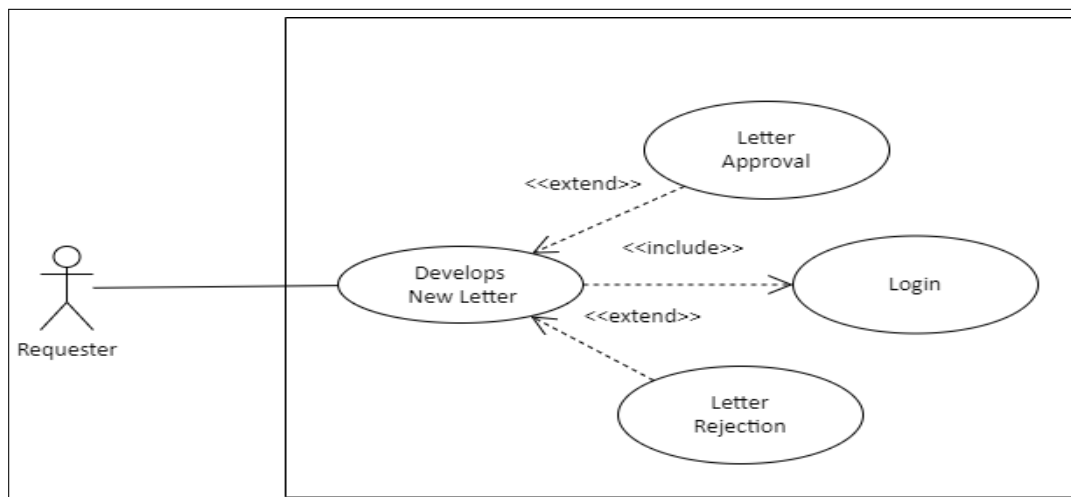 Letter
Approval
<<extend>>
<<include>>
Develops
New Letter
Login
<<extend>>
Requester
Letter
Rejection